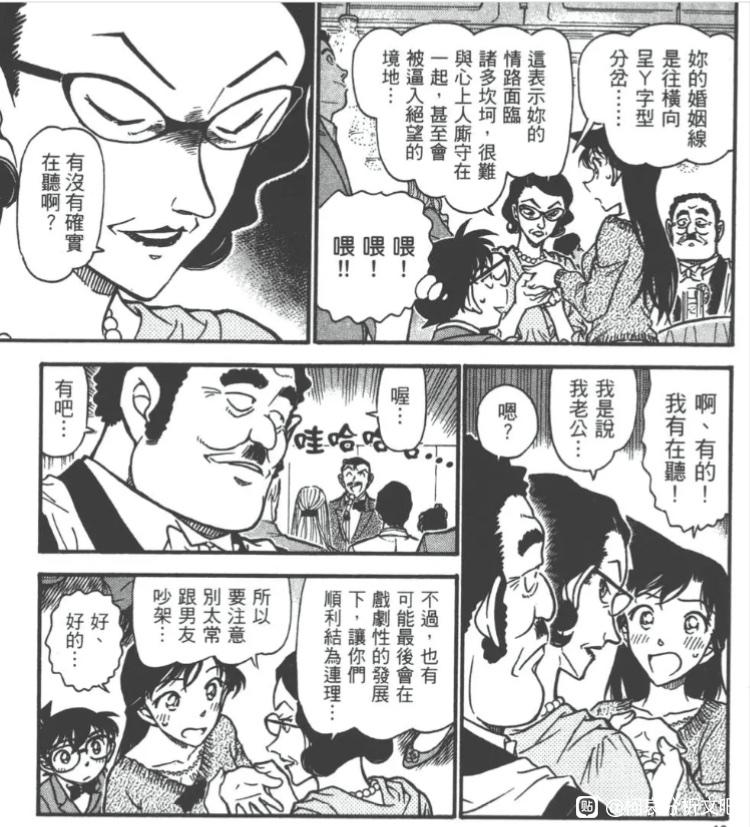 妳的婚姻線
是往橫向
呈Y字型
分岔……
這表示妳的
情路面臨
諸多坎坷，很難
與心上人廝守在
一起，甚至會
被逼入絕望的
境地…
喂！
喂！
喂!!
有沒有確實
在聽啊？
啊、有的！
我有在聽！
我是說
我老公…
嗯？
喔…
哇哈哈哈…
有吧…
不過，也有
可能最後會在
戲劇性的發展
下，讓你們
順利結為連理…
所以
要注意
別太常
跟男友
吵架…
好、
好的…